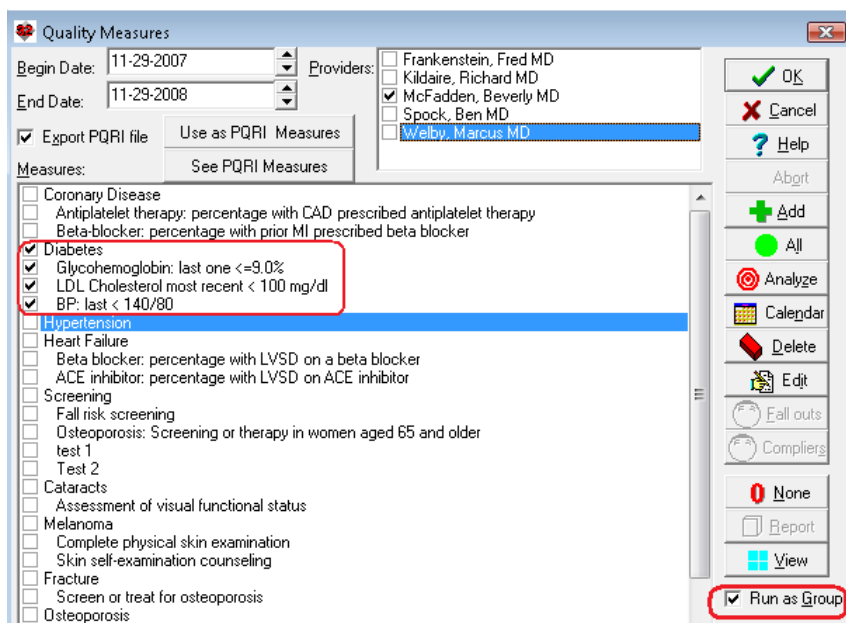 Quality Measures
Begin Date: 11-29-2007
End Date: 11-29-2008
Export PQRI file
Use as PQRI Measures
See PQRI Measures
Providers:
Frankenstein, Fred MD
Kildaire, Richard MD
McFadden, Beverly MD
Spock, Ben MD
Welby, Marcus MD
Measures:
Coronary Disease
Antiplatelet therapy: percentage with CAD prescribed antiplatelet therapy
Beta-blocker: percentage with prior MI prescribed beta blocker
Diabetes
Glycohemoglobin: last one <=9.0%
LDL Cholesterol most recent < 100 mg/dl
BP: last < 140/80
Hypertension
Heart Failure
Beta blocker: percentage with LVSD on a beta blocker
ACE inhibitor: percentage with LVSD on ACE inhibitor
Screening
Fall risk screening
Osteoporosis: Screening or therapy in women aged 65 and older
test 1
Test 2
Cataracts
Assessment of visual functional status
Melanoma
Complete physical skin examination
Skin self-examination counseling
Fracture
Screen or treat for osteoporosis
Osteoporosis
OK
Cancel
Help
Abort
Add
All
Analyze
Calendar
Delete
Edit
Fall outs
Compliers
None
Report
View
Run as Group